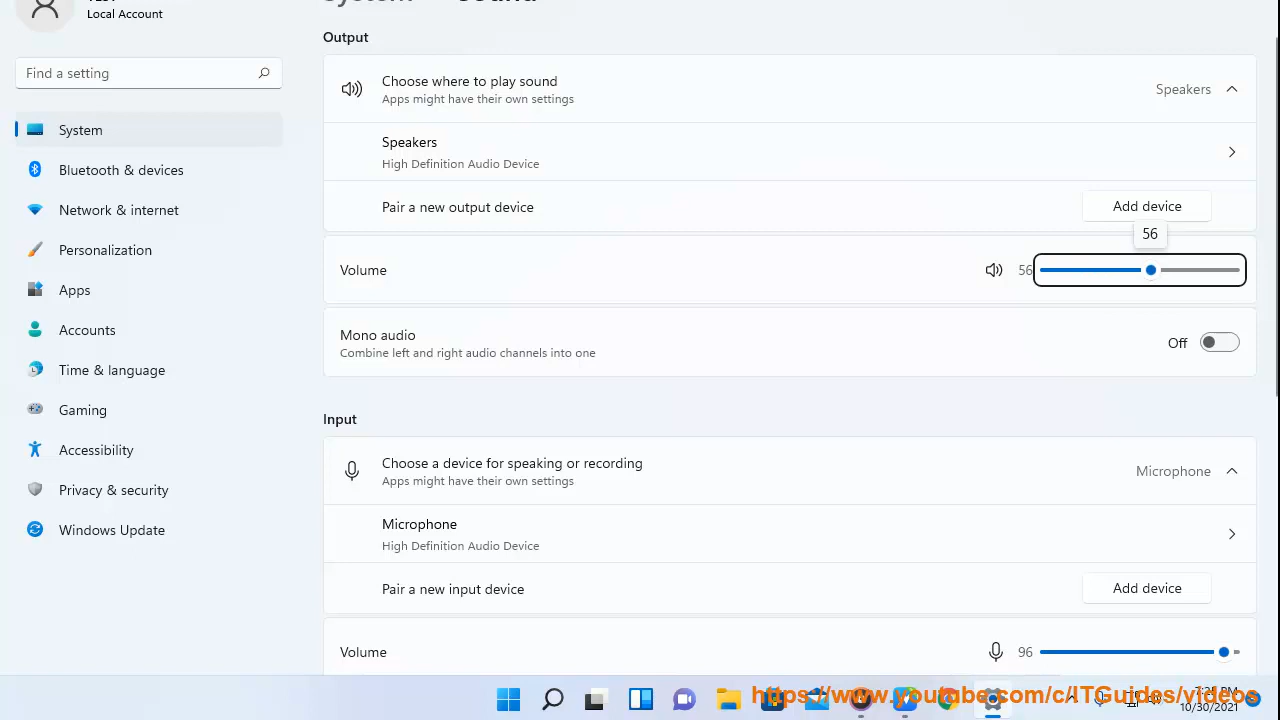 Local Account
System
Sound
Output
Find a setting
Choose where to play sound
Apps might have their own settings
Speakers
System
Speakers
High Definition Audio Device
Bluetooth & devices
Pair a new output device
Add device
Network & internet
56
Personalization
Volume
56
Apps
Mono audio
Combine left and right audio channels into one
Off
Accounts
Time & language
Gaming
Input
Accessibility
Choose a device for speaking or recording
Apps might have their own settings
Microphone
Privacy & security
Microphone
High Definition Audio Device
Windows Update
Pair a new input device
Add device
Volume
96
https://www.youtube.com/c/ITGuides/videos
10/30/2021